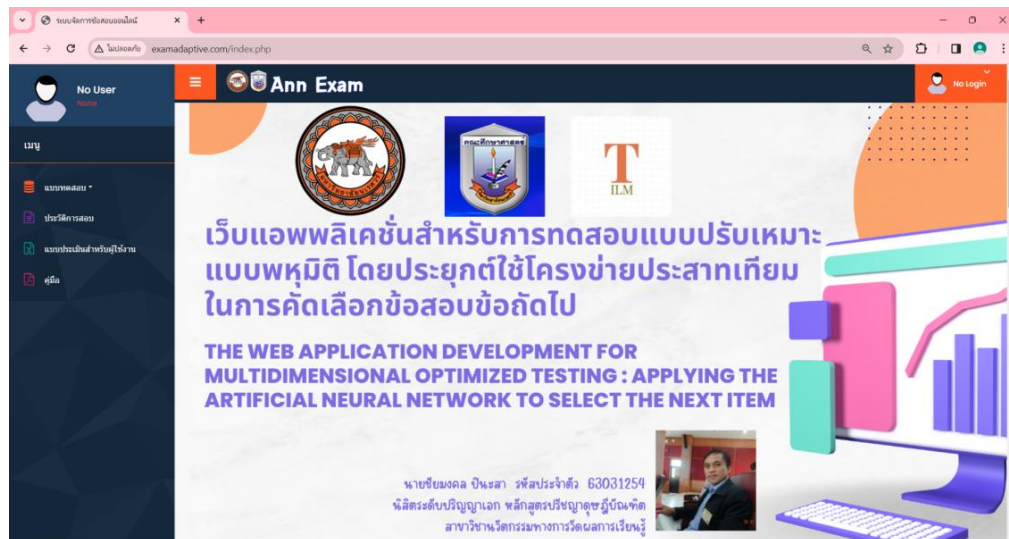 ระบบจัดการข้อสอบออนไลน์
ไม่ปลอดภัย examadaptive.com/index.php
No User
None
Ann Exam
No Login
เมนู
แบบทดสอบ
ประวัติการสอบ
แบบประเมินสำหรับผู้ใช้งาน
คู่มือ
คณะศึกษาศาสตร์
T
ILM
เว็บแอพพลิเคชั่นสำหรับการทดสอบแบบปรับเหมาะ
แบบพหุมิติ โดยประยุกต์ใช้โครงข่ายประสาทเทียม
ในการคัดเลือกข้อสอบข้อถัดไป
THE WEB APPLICATION DEVELOPMENT FOR
MULTIDIMENSIONAL OPTIMIZED TESTING : APPLYING THE
ARTIFICIAL NEURAL NETWORK TO SELECT THE NEXT ITEM
นายชัยมงคล ปินะสา รหัสประจำตัว 63031254
นิสิตระดับปริญญาเอก หลักสูตรปรัชญาดุษฎีบัณฑิต
สาขาวิชานวัตกรรมทางการวัดผลการเรียนรู้